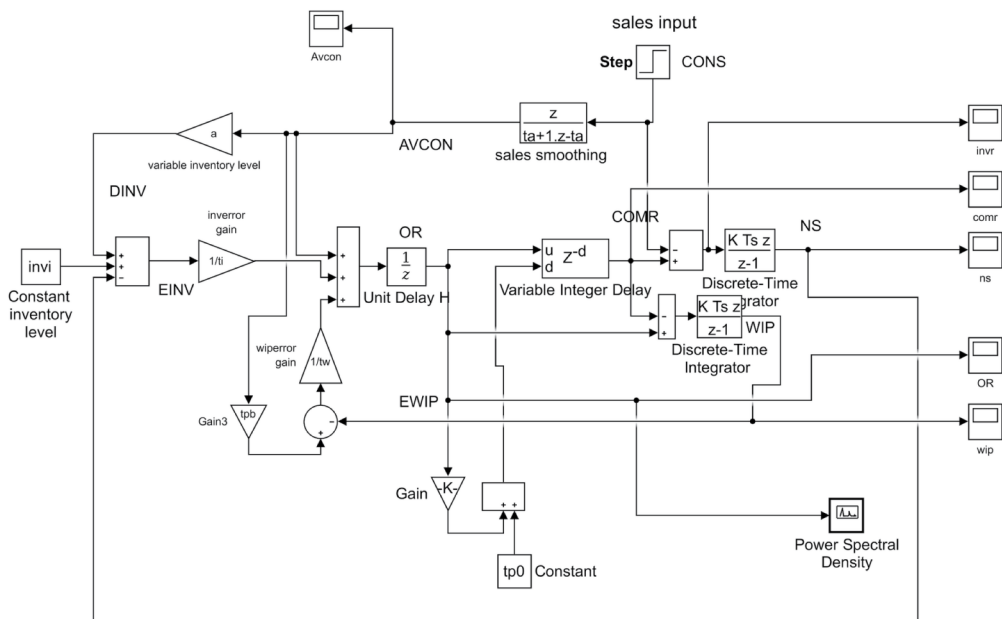 sales input
Step
CONS
Avcon
z
ta+1.z-ta
sales smoothing
AVCON
a
variable inventory level
DINV
invr
inverror
gain
COMR
comr
OR
NS
invi
+
+
−
1/ti
+
+
+
1
z
u
d
Z-d
−
+
K Ts z
z-1
ns
Constant
inventory
level
EINV
Unit Delay H
Variable Integer Delay
Discrete-Time
grator
−
+
K Ts z
z-1
WIP
Discrete-Time
Integrator
wiperror
gain
1/tw
OR
EWIP
Gain3
tpb
−
+
wip
Gain
-K-
+ +
Power Spectral
Density
tp0
Constant